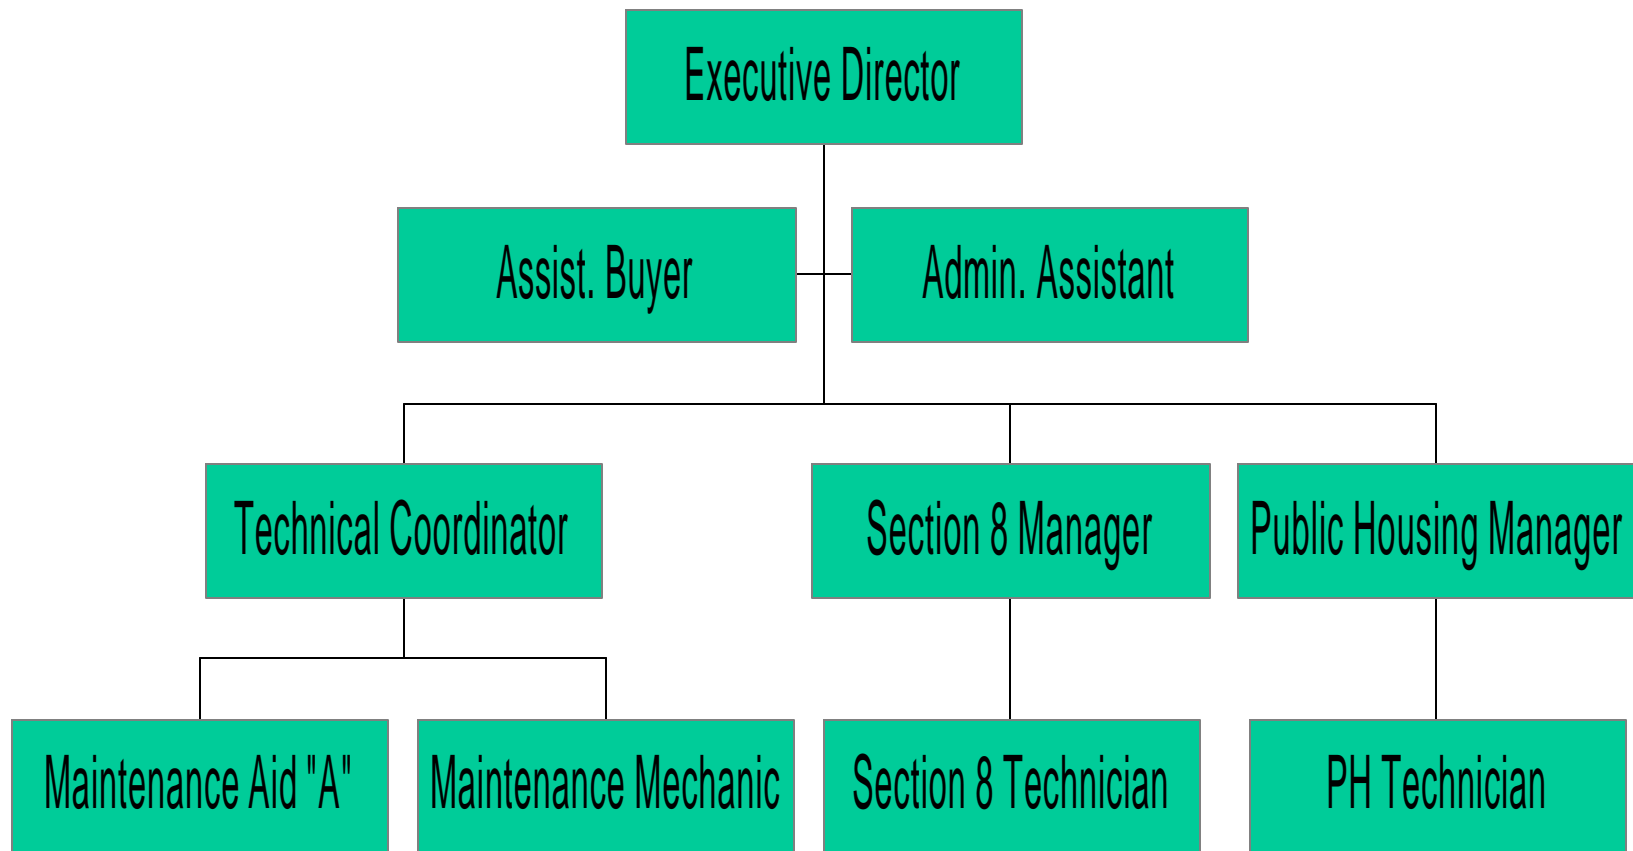 Executive Director
Assist. Buyer
Admin. Assistant
Technical Coordinator
Section 8 Manager
Public Housing Manager
Maintenance Aid "A"
Maintenance Mechanic
Section 8 Technician
PH Technician